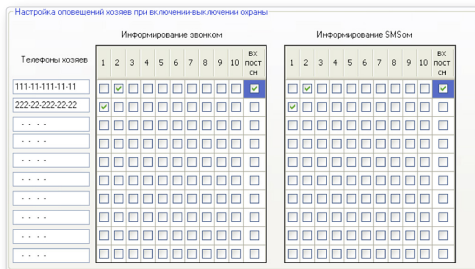 Настройка оповещений хозяев при включении-выключении охраны
Информирование звонком
Информирование SMSом
Телефоны хозяев
1 2 3 4 5 6 7 8 9 10 вх пост сн
1 2 3 4 5 6 7 8 9 10 вх пост сн
111-11-111-11-11
222-22-222-22-22
- - - -
- - - -
- - - -
- - - -
- - - -
- - - -
- - - -
- - - -